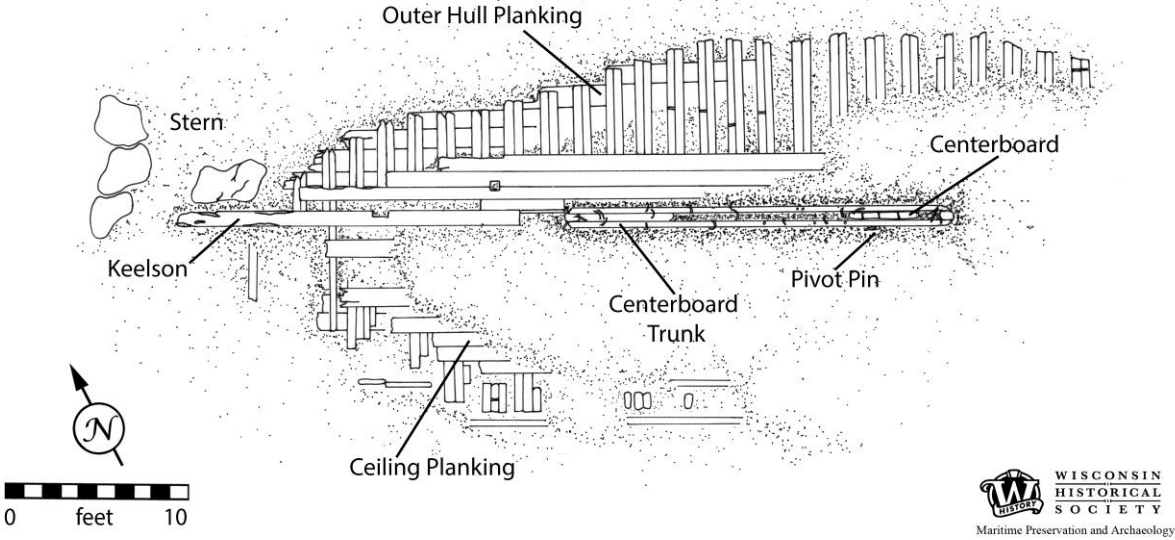 Outer Hull Planking
Stern
Centerboard
Keelson
Pivot Pin
Centerboard
Trunk
Ceiling Planking
N
0 feet 10
W
HISTORY
WISCONSIN
HISTORICAL
SOCIETY
Maritime Preservation and Archaeology